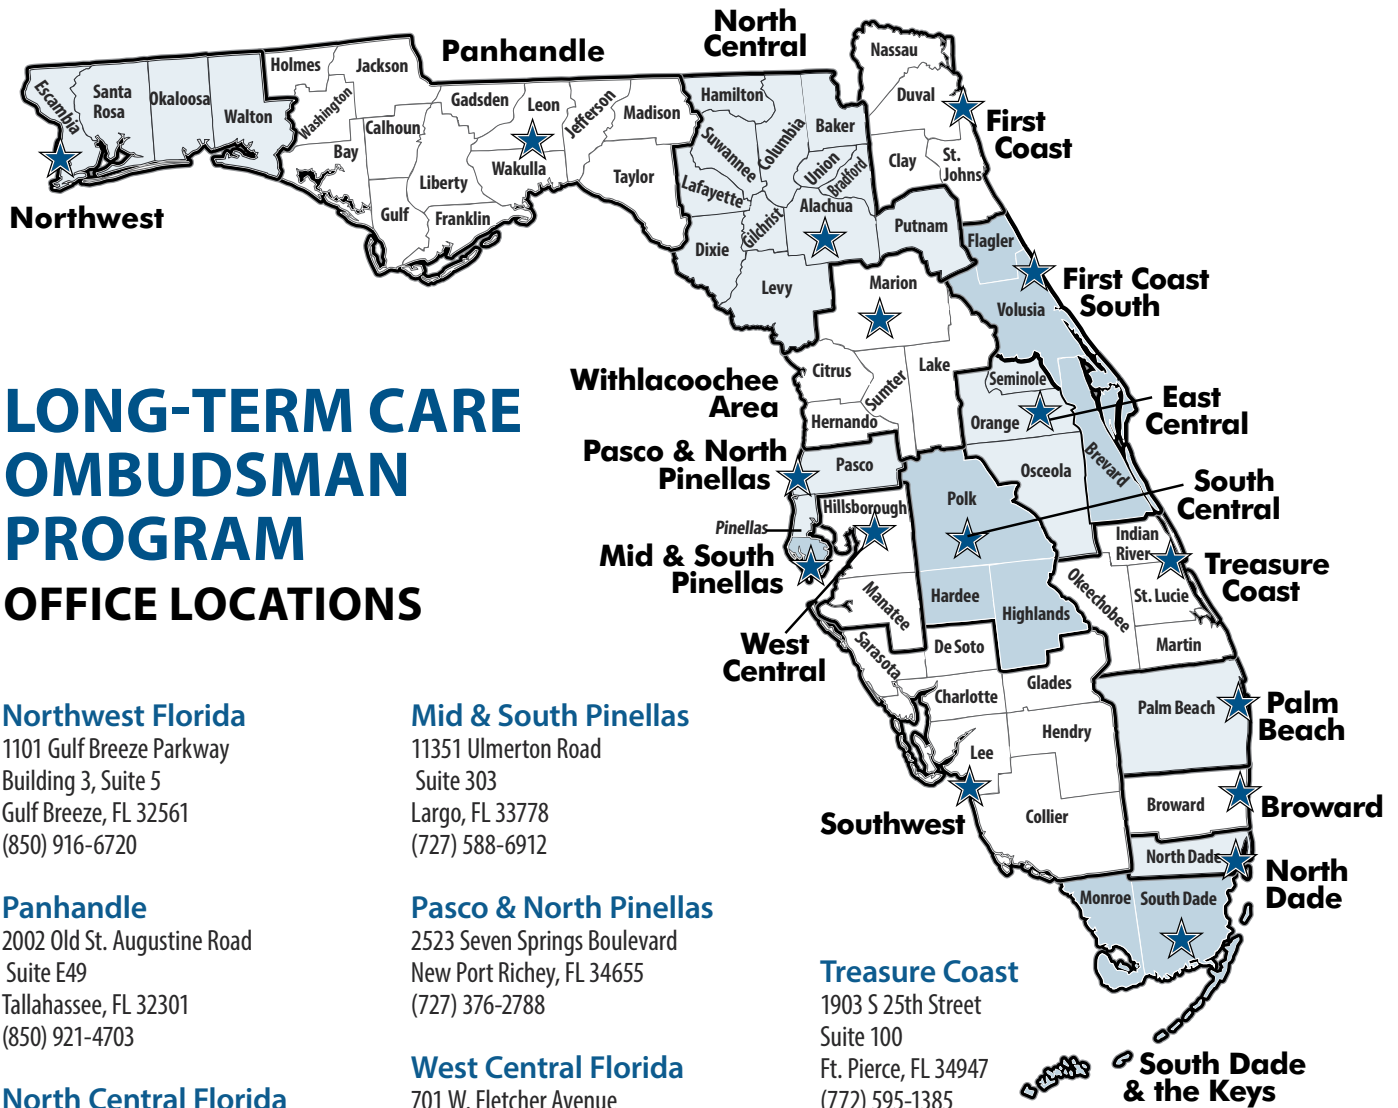 North
Central
Panhandle
Nassau
Holmes
Jackson
Duval
Escambia
Santa
Rosa
Okaloosa
Walton
Washington
Gadsden
Leon
Jefferson
Madison
Hamilton
Calhoun
Suwannee
Columbia
Baker
First
Coast
Bay
Liberty
Wakulla
Taylor
Lafayette
Union
Bradford
Clay
St.
Johns
Gulf
Franklin
Northwest
Dixie
Gilchrist
Alachua
Putnam
Flagler
Levy
Marion
First Coast
South
Volusia
Withlacoochee
Area
Citrus
Sumter
Lake
Seminole
Hernando
Orange
East
Central
Pasco & North
Pinellas
Pasco
Osceola
Brevard
Polk
South
Central
Hillsborough
Pinellas
Mid & South
Pinellas
Indian
River
Treasure
Coast
Manatee
Hardee
Highlands
Okeechobee
St. Lucie
West
Central
Sarasota
De Soto
Martin
Charlotte
Glades
Palm Beach
Palm
Beach
Hendry
Lee
Southwest
Collier
Broward
Broward
North Dade
North
Dade
Monroe
South Dade
South Dade
& the Keys
LONG-TERM CARE
OMBUDSMAN
PROGRAM
OFFICE LOCATIONS
Northwest Florida
1101 Gulf Breeze Parkway
Building 3, Suite 5
Gulf Breeze, FL 32561
(850) 916-6720
Panhandle
2002 Old St. Augustine Road
Suite E49
Tallahassee, FL 32301
(850) 921-4703
North Central Florida
Mid & South Pinellas
11351 Ulmerton Road
Suite 303
Largo, FL 33778
(727) 588-6912
Pasco & North Pinellas
2523 Seven Springs Boulevard
New Port Richey, FL 34655
(727) 376-2788
West Central Florida
701 W. Fletcher Avenue
Treasure Coast
1903 S 25th Street
Suite 100
Ft. Pierce, FL 34947
(772) 595-1385